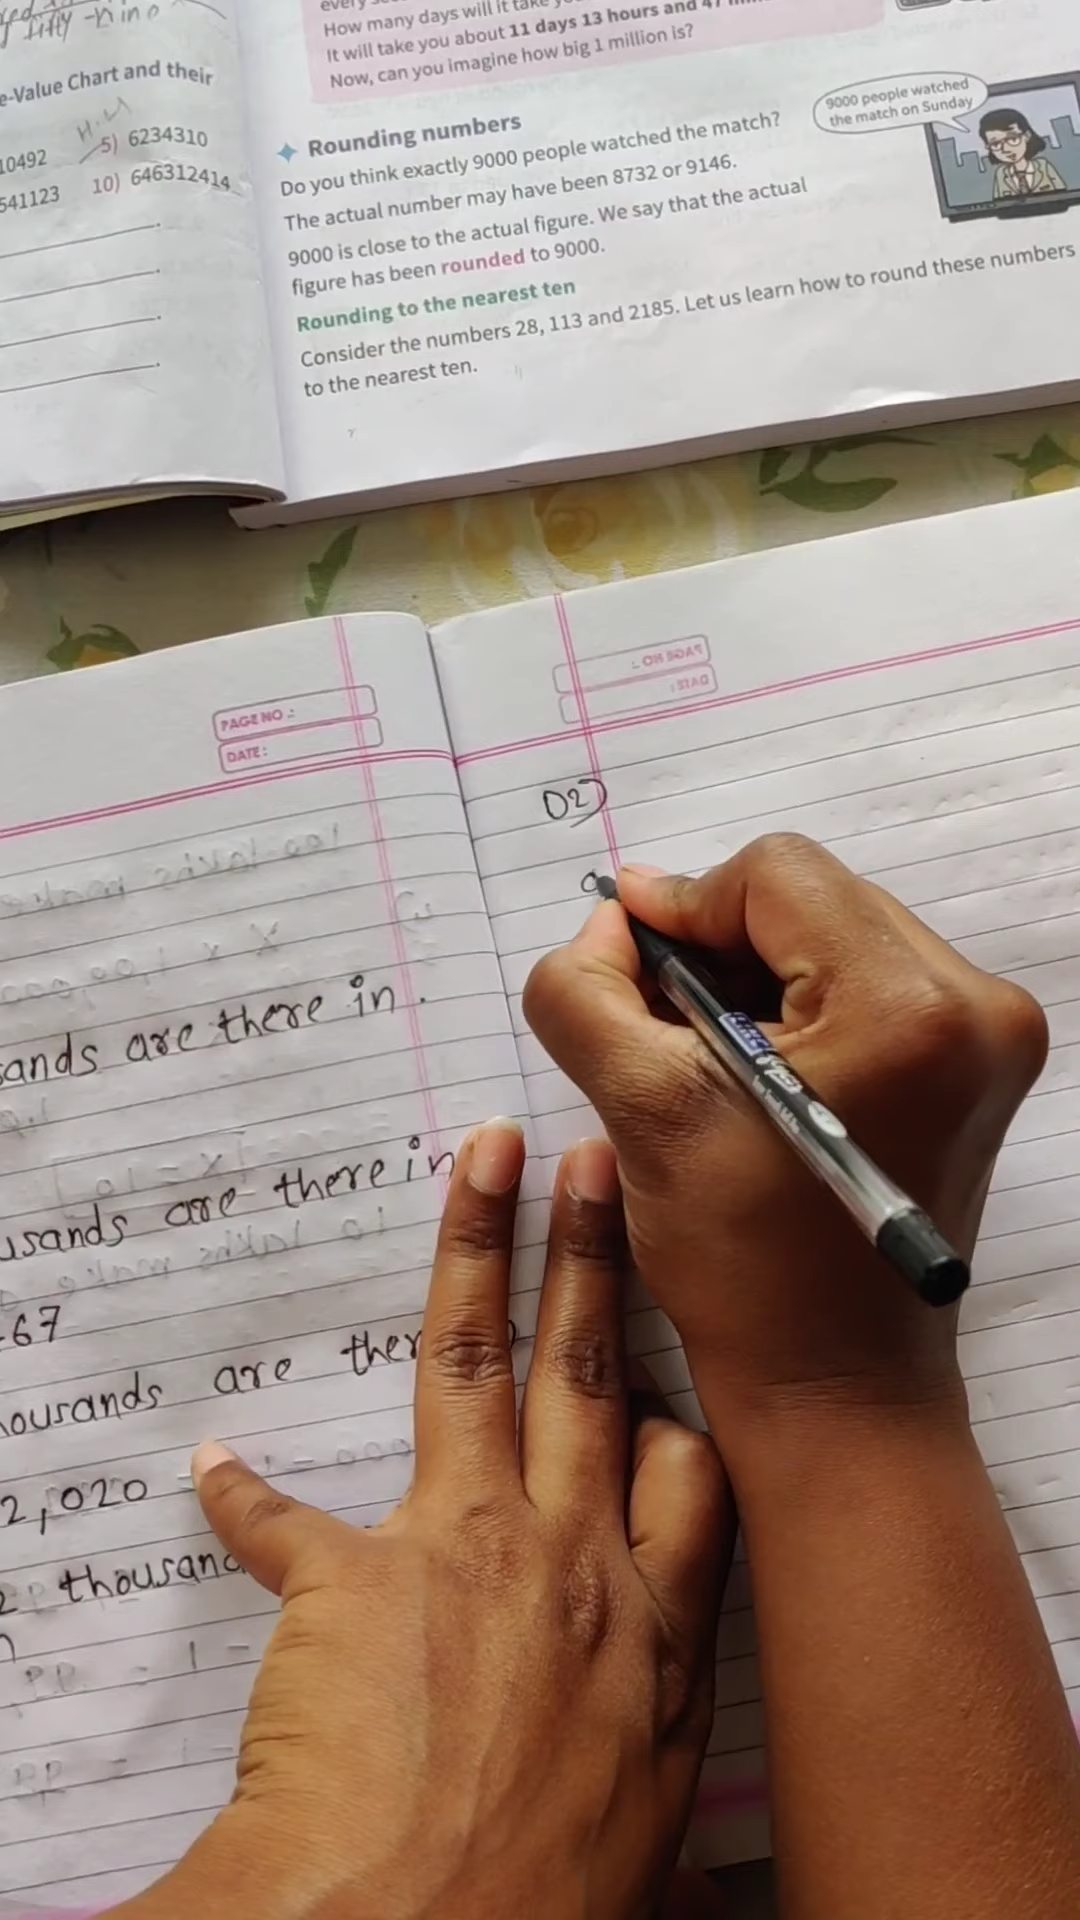 fifty-nine
e-Value Chart and their
H.W
10492 5) 6234310
541123 10) 646312414
How many days will it take
It will take you about 11 days 13 hours and 47
Now, can you imagine how big 1 million is?
Rounding numbers
Do you think exactly 9000 people watched the match?
The actual number may have been 8732 or 9146.
9000 is close to the actual figure. We say that the actual
figure has been rounded to 9000.
9000 people watched
the match on Sunday
Rounding to the nearest ten
Consider the numbers 28, 113 and 2185. Let us learn how to round these numbers
to the nearest ten.
PAGE NO.:
DATE:
sands are there in
usands are there in
67
housands are ther
2,020
2 thousand
PAGE NO.:
DATE:
02)